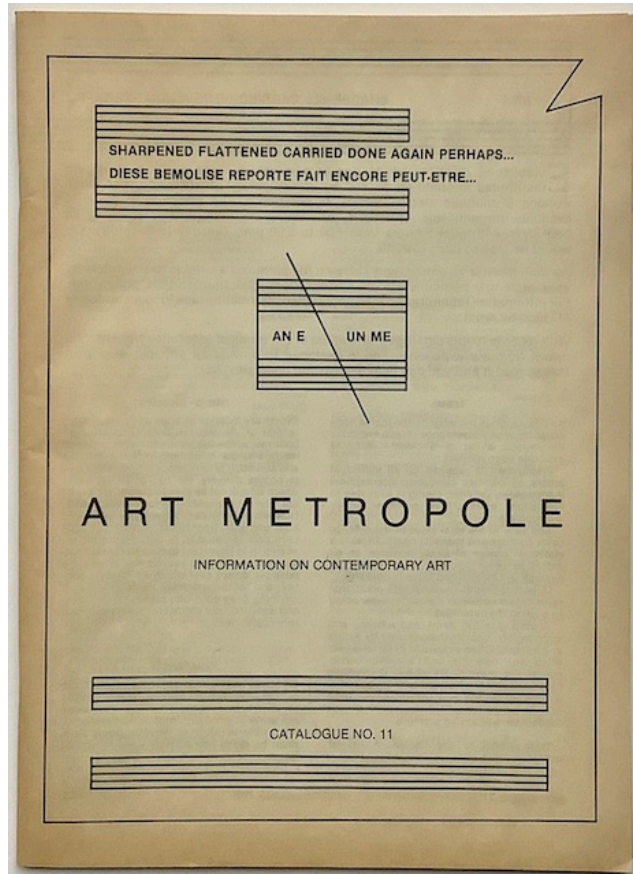 SHARPENED FLATTENED CARRIED DONE AGAIN PERHAPS...
DIESE BEMOLISE REPORTE FAIT ENCORE PEUT-ETRE...
AN E UN ME
ART METROPOLE
INFORMATION ON CONTEMPORARY ART
CATALOGUE NO. 11